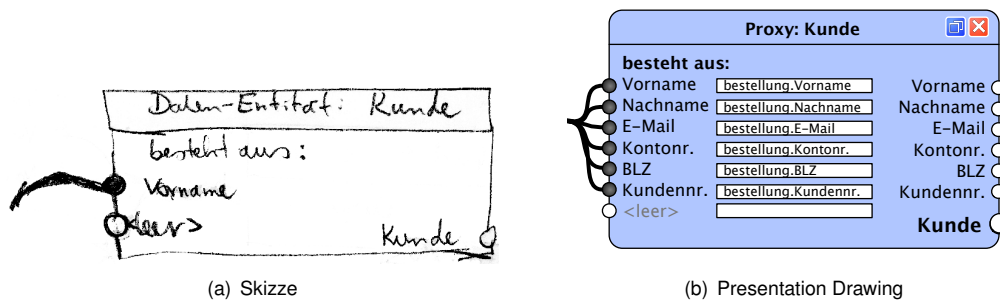 Daten-Entität: Kunde
besteht aus:
Vorname
<leer>
Kunde
(a) Skizze
Proxy: Kunde
besteht aus:
Vorname bestellung.Vorname Vorname
Nachname bestellung.Nachname Nachname
E-Mail bestellung.E-Mail E-Mail
Kontonr. bestellung.Kontonr. Kontonr.
BLZ bestellung.BLZ BLZ
Kundennr. bestellung.Kundennr. Kundennr.
<leer>
Kunde
(b) Presentation Drawing